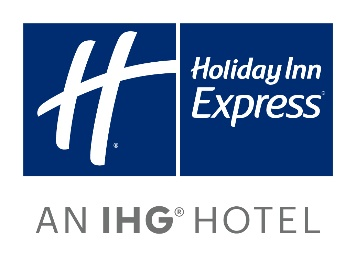 H®
Holiday Inn
Express®
AN IHG® HOTEL